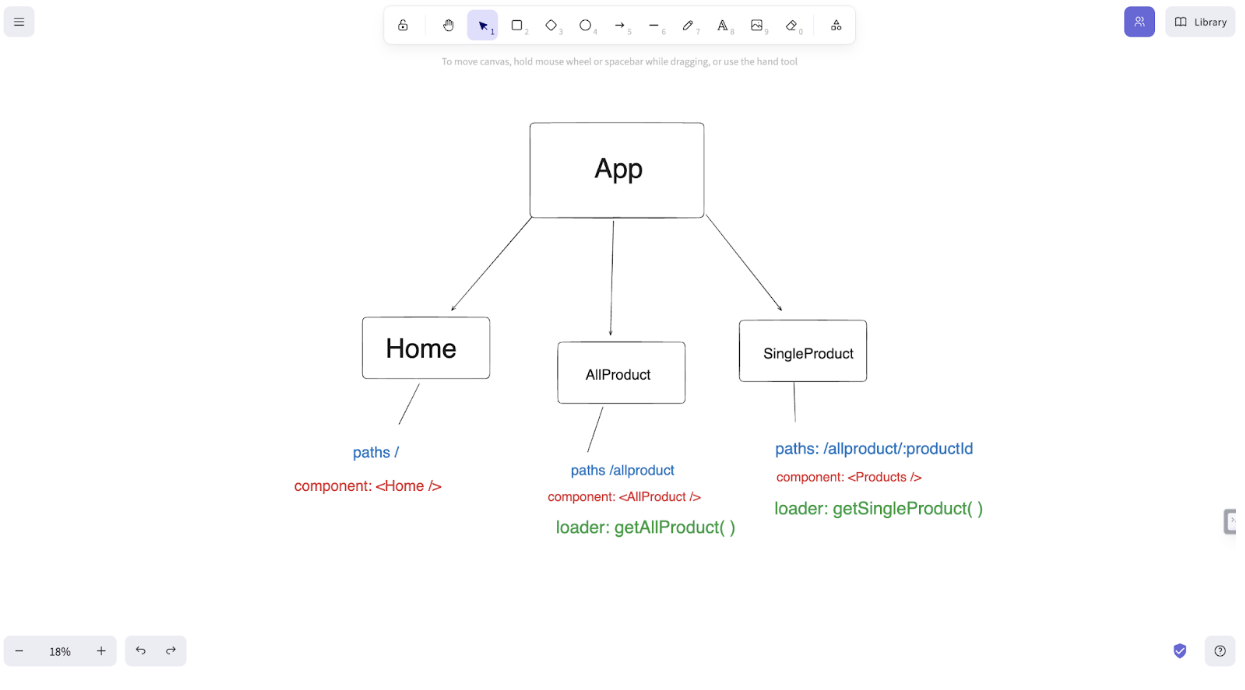 1
2
3
4
5
6
7
8
9
0
Library
To move canvas, hold mouse wheel or spacebar while dragging, or use the hand tool
App
Home
AllProduct
SingleProduct
paths /
component: <Home />
paths /allproduct
component: <AllProduct />
loader: getAllProduct( )
paths: /allproduct/:productId
component: <Products />
loader: getSingleProduct( )
18%